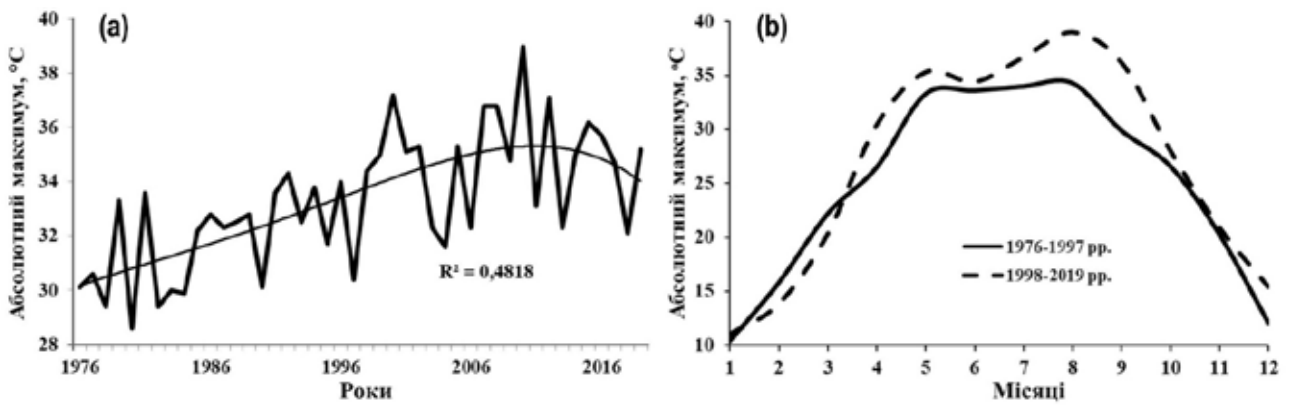 (a)
Абсолютний максимум, °С
40
38
36
34
32
30
28
R² = 0,4818
1976 1986 1996 2006 2016
Роки
(b)
Абсолютний максимум, °С
40
35
30
25
20
15
10
1976-1997 рр.
1998-2019 рр.
1 2 3 4 5 6 7 8 9 10 11 12
Місяці